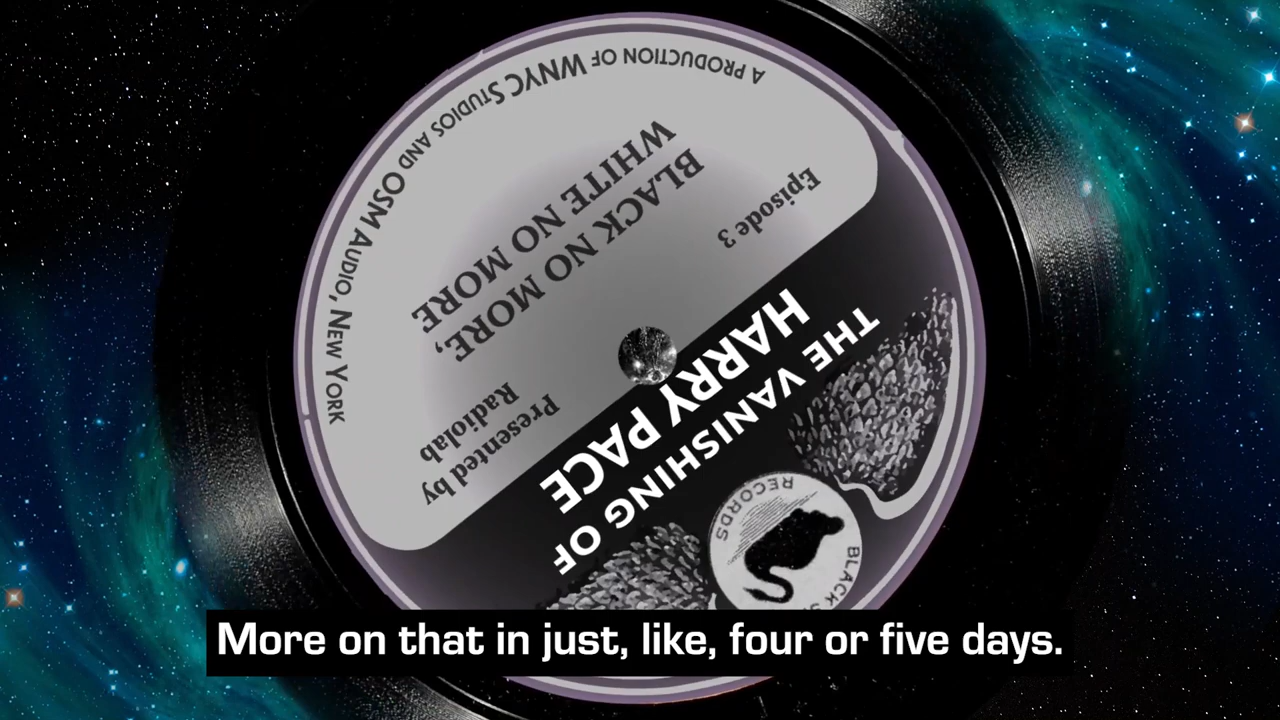 THE VANISHING OF
HARRY PACE
Episode 3
BLACK NO MORE,
WHITE NO MORE
Presented by
Radiolab
A PRODUCTION OF WNYC STUDIOS AND OSM AUDIO, NEW YORK
BLACK
RECORDS
More on that in just, like, four or five days.